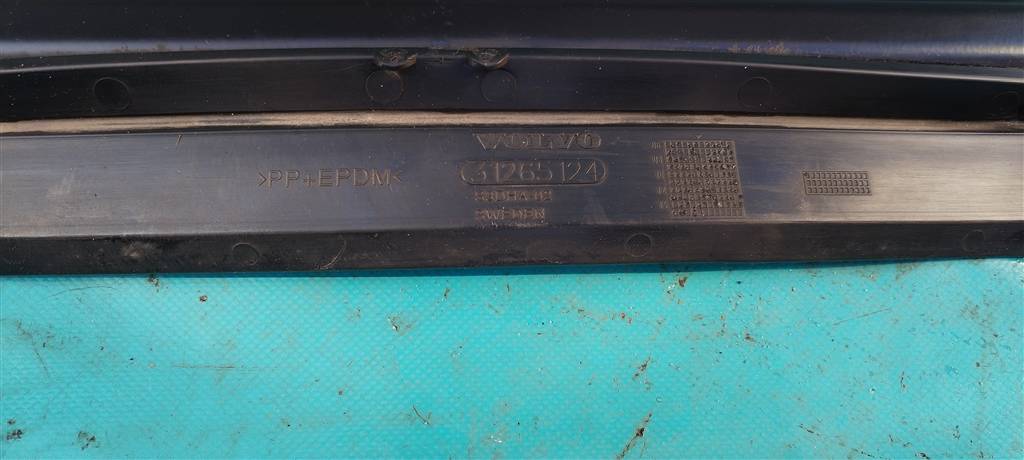 VOLVO
>PP+EPDM<
31265124
SWEDEN